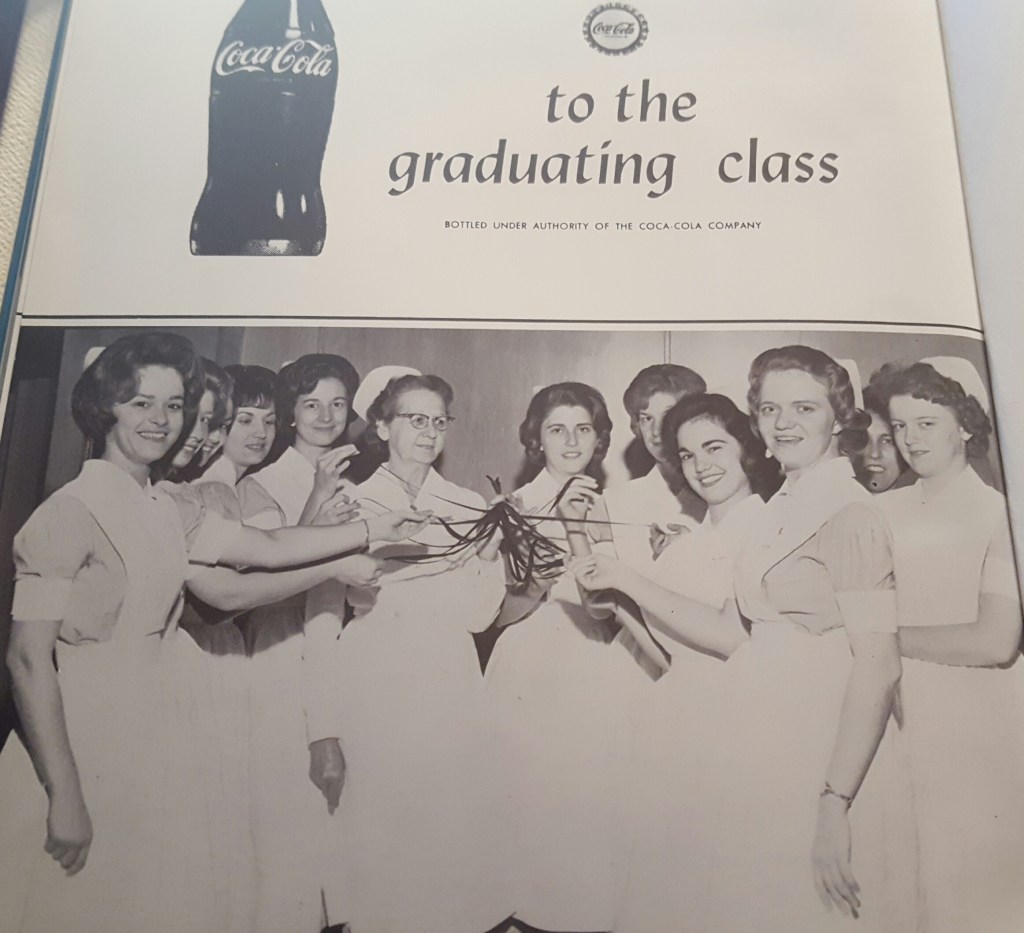 Coca-Cola
Coca-Cola
to the
graduating class
BOTTLED UNDER AUTHORITY OF THE COCA-COLA COMPANY